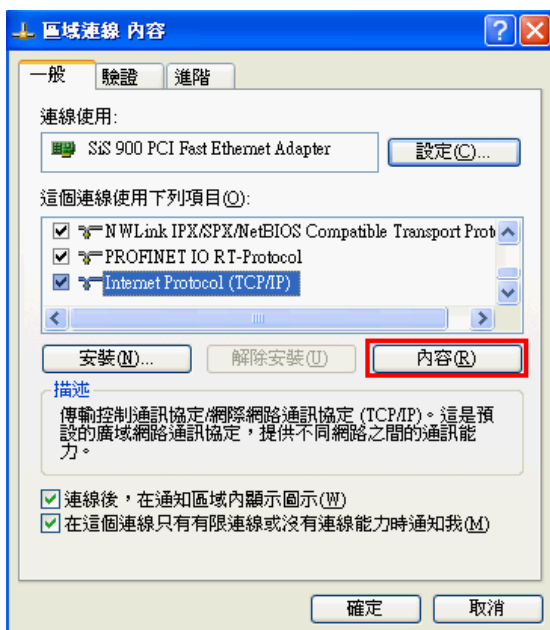 區域連線 內容
一般 驗證 進階
連線使用:
SiS 900 PCI Fast Ethernet Adapter 設定(C)...
這個連線使用下列項目(O):
NWLink IPX/SPX/NetBIOS Compatible Transport Prot
PROFINET IO RT-Protocol
Internet Protocol (TCP/IP)
安裝(N)... 解除安裝(U) 內容(R)
描述
傳輸控制通訊協定/網際網路通訊協定 (TCP/IP)。這是預
設的廣域網路通訊協定，提供不同網路之間的通訊能
力。
連線後，在通知區域內顯示圖示(W)
在這個連線只有有限連線或沒有連線能力時通知我(M)
確定 取消